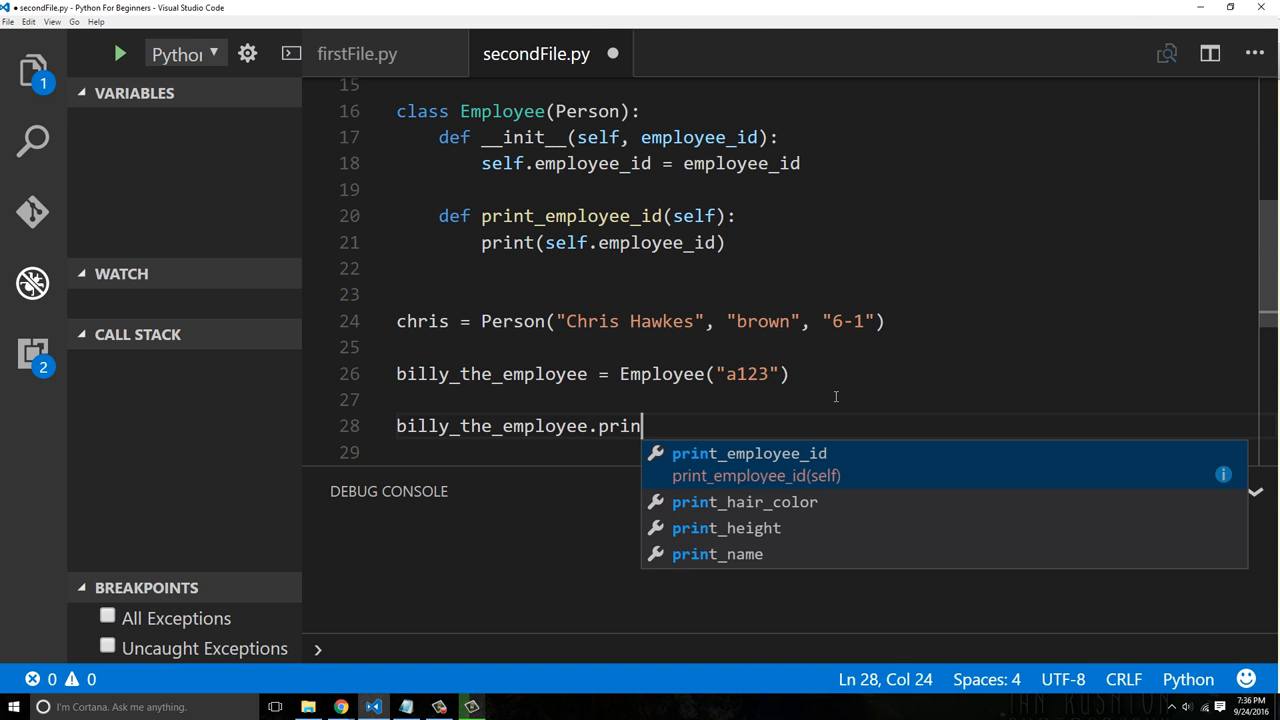 ● secondFile.py - Python For Beginners - Visual Studio Code
File Edit View Go Help
Python firstFile.py secondFile.py
1
2
VARIABLES
WATCH
CALL STACK
BREAKPOINTS
All Exceptions
Uncaught Exceptions
15
16 class Employee(Person):
17 def __init__(self, employee_id):
18 self.employee_id = employee_id
19
20 def print_employee_id(self):
21 print(self.employee_id)
22
23
24 chris = Person("Chris Hawkes", "brown", "6-1")
25
26 billy_the_employee = Employee("a123")
27
28 billy_the_employee.prin
29
print_employee_id
print_employee_id(self)
print_hair_color
print_height
print_name
DEBUG CONSOLE
0 0 Ln 28, Col 24 Spaces: 4 UTF-8 CRLF Python
I'm Cortana. Ask me anything.
7:36 PM
9/24/2016